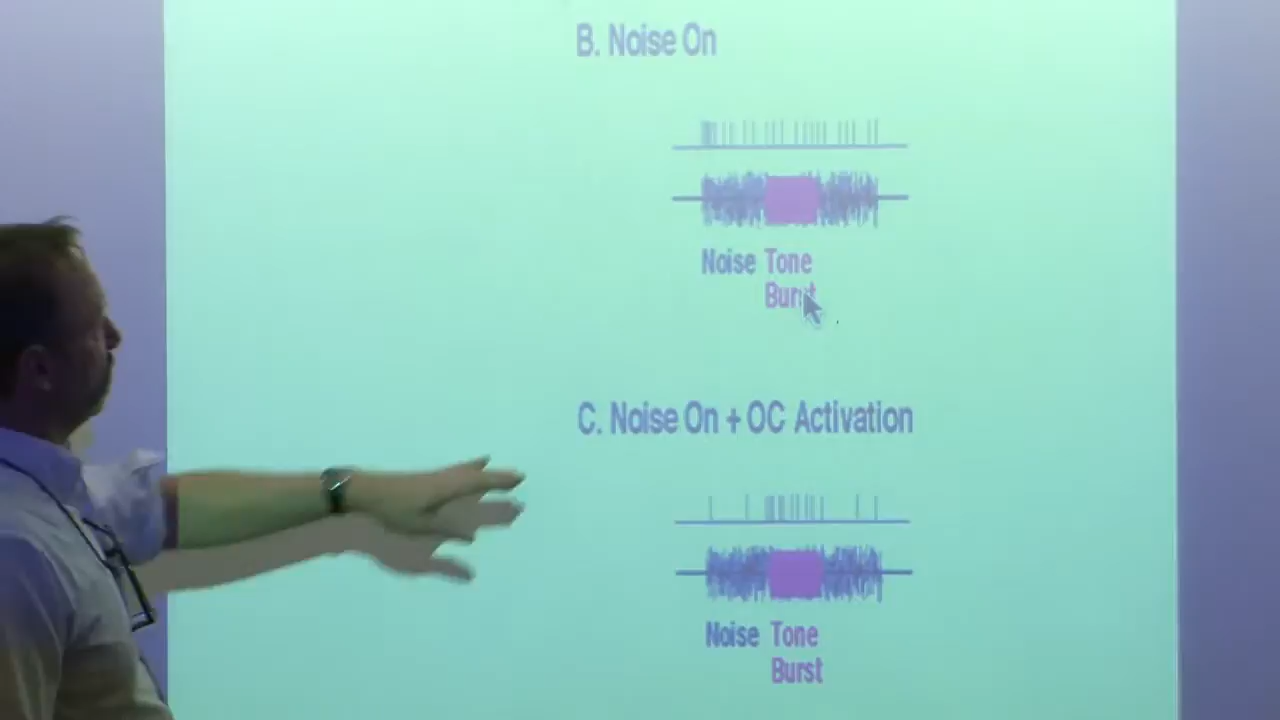 B. Noise On
Noise Tone
Burst
C. Noise On + OC Activation
Noise Tone
Burst